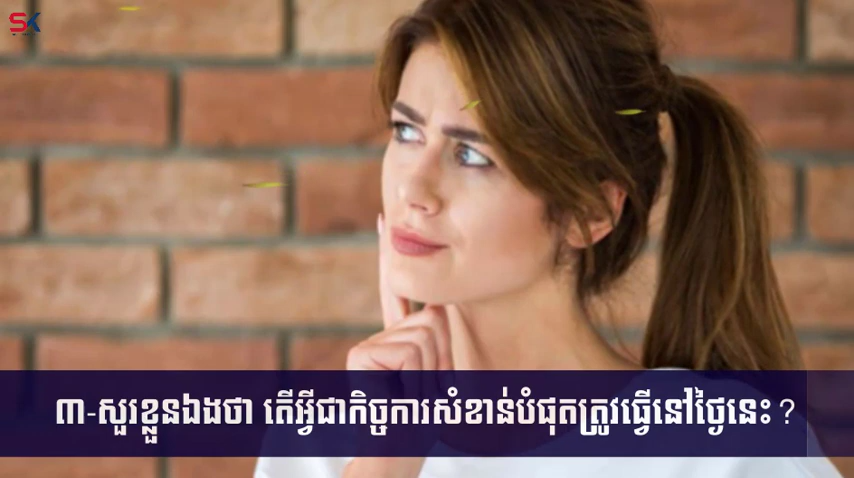 SK
៣-សួរខ្លួនឯងថា តើអ្វីជាកិច្ចការសំខាន់បំផុតត្រូវធ្វើនៅថ្ងៃនេះ ?